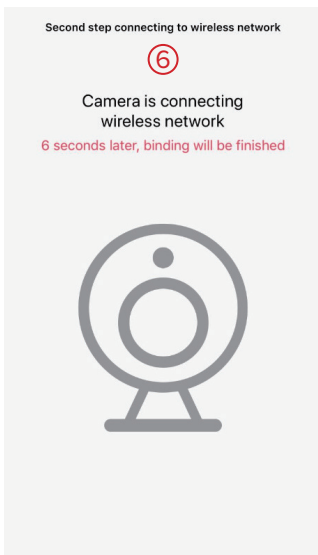 Second step connecting to wireless network
⑥
Camera is connecting
wireless network
6 seconds later, binding will be finished